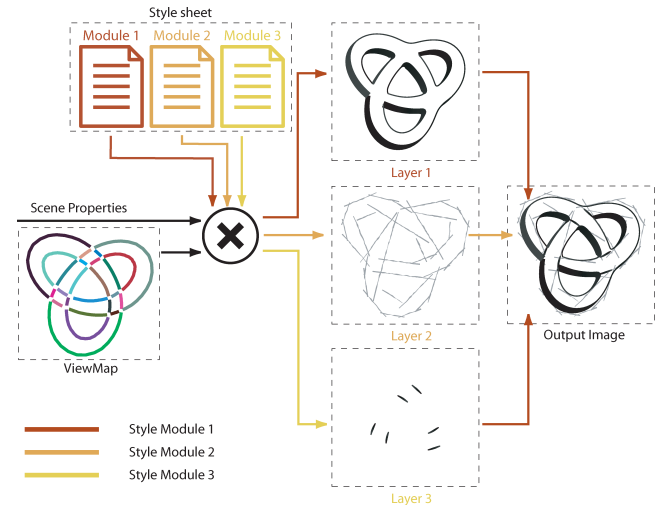 Style sheet
Module 1
Module 2
Module 3
Layer 1
Scene Properties
Layer 2
Output Image
ViewMap
Style Module 1
Style Module 2
Style Module 3
Layer 3